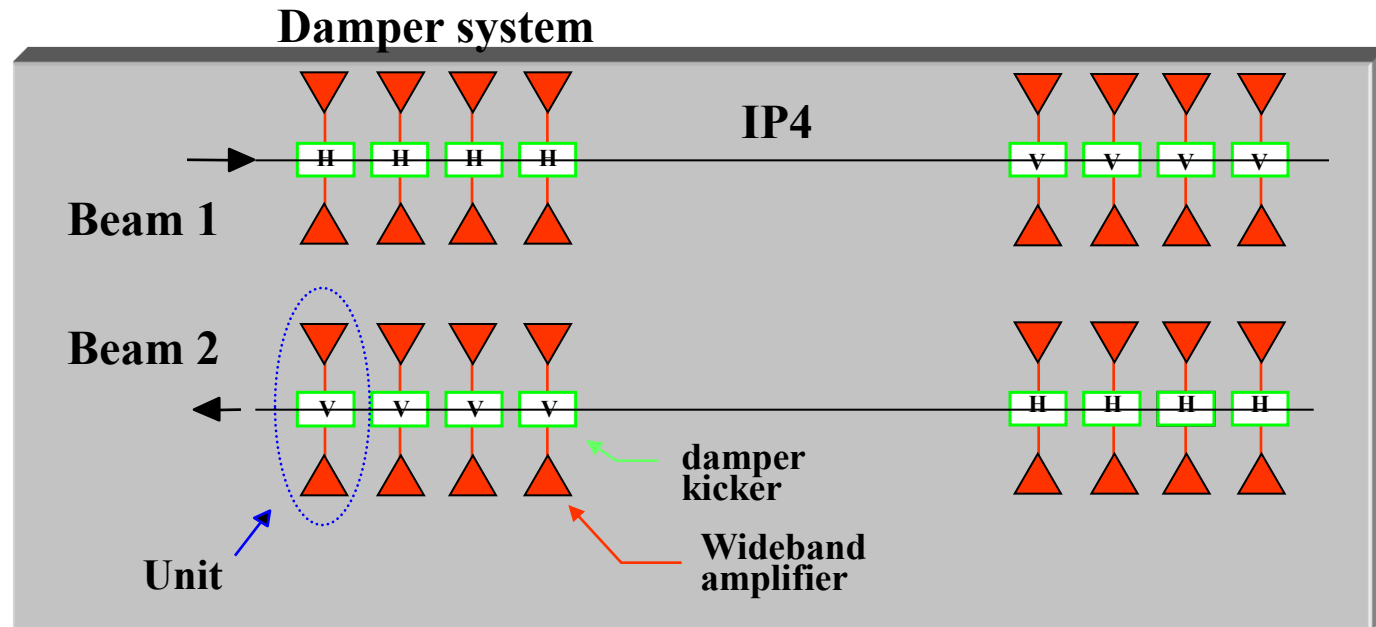 Damper system
IP4
H H H H V V V V
Beam 1
Beam 2
V V V V H H H H
damper
kicker
Wideband
amplifier
Unit